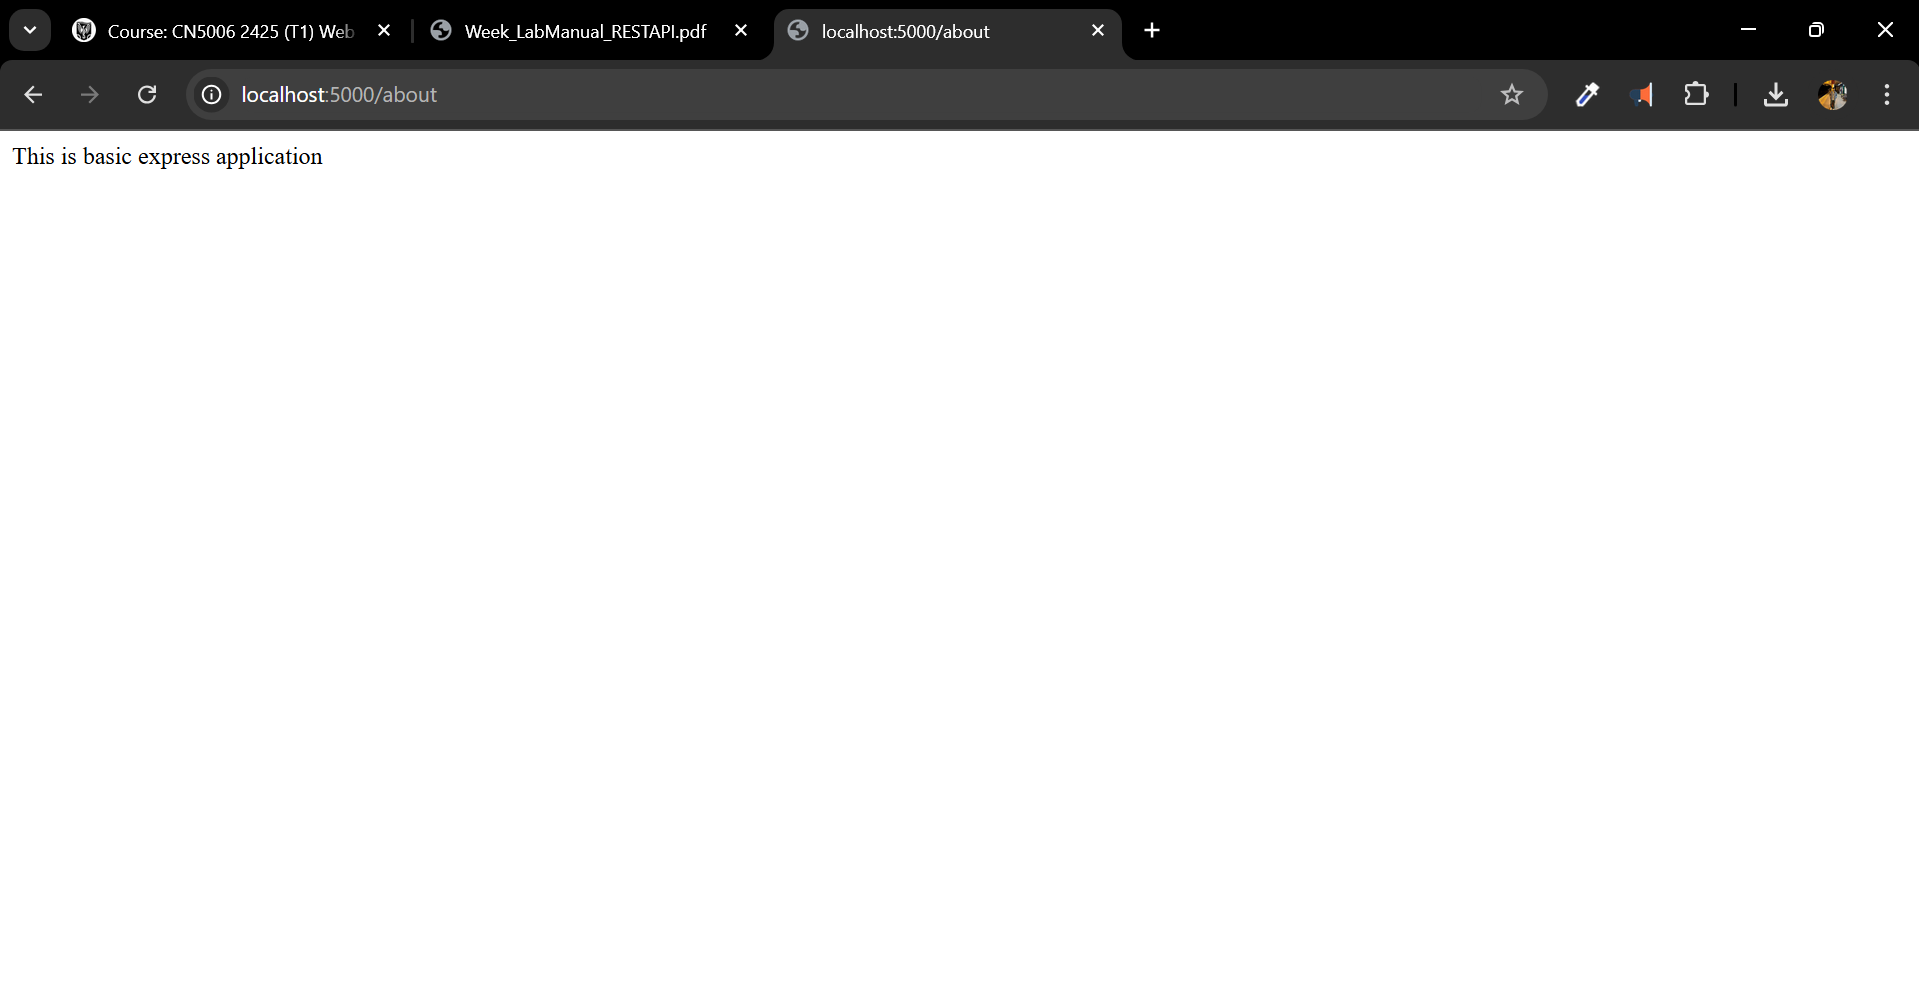 Course: CN5006 2425 (T1) Web
Week_LabManual_RESTAPI.pdf
localhost:5000/about
localhost:5000/about
This is basic express application